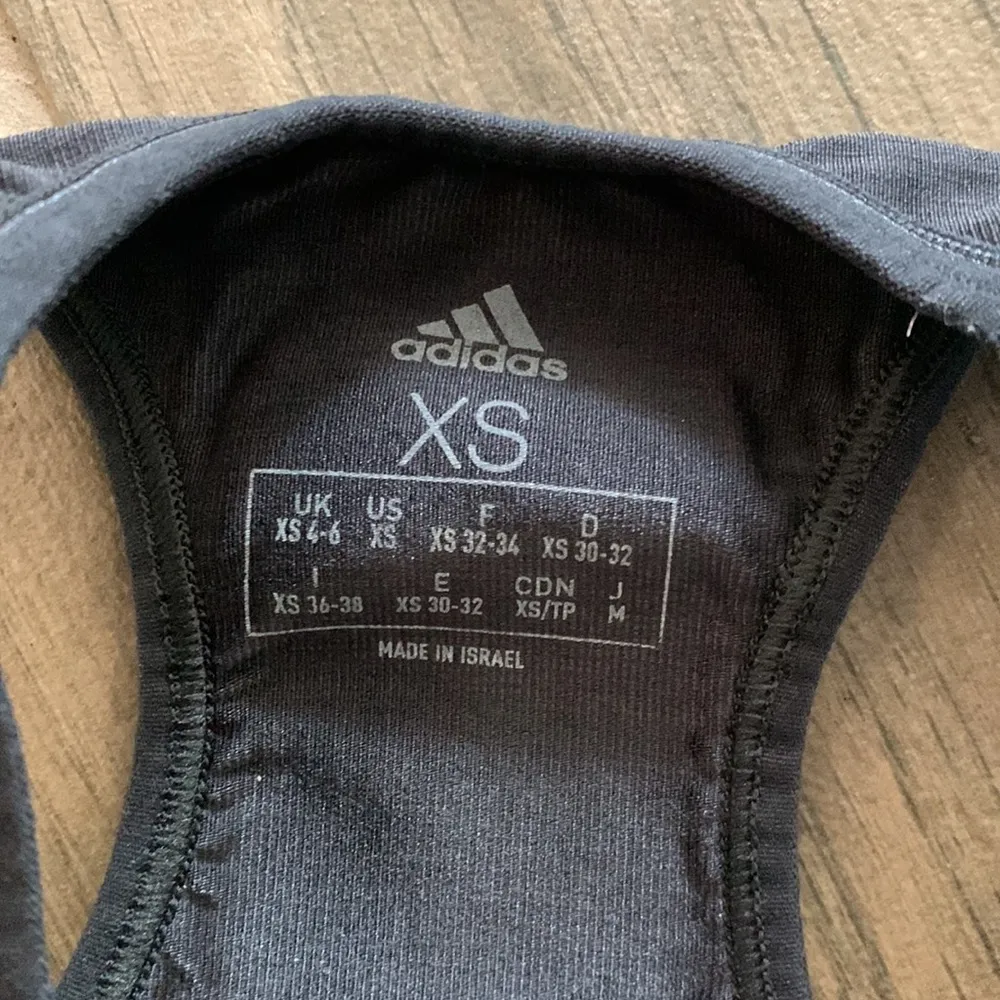 adidas
XS
UK US F D
XS 4-6 XS XS 32-34 XS 30-32
I E CDN J
XS 36-38 XS 30-32 XS/TP M
MADE IN ISRAEL